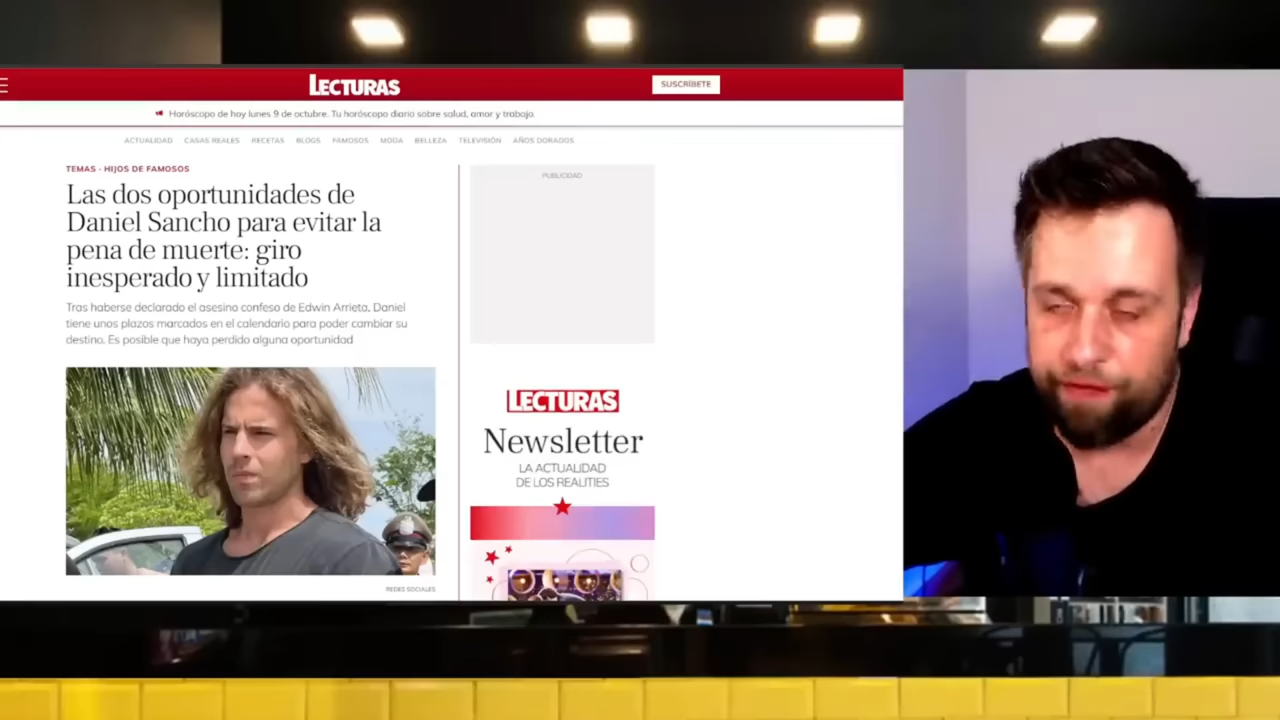 LECTURAS
SUSCRÍBETE
Horóscopo de hoy lunes 9 de octubre. Tu horóscopo diario sobre salud, amor y trabajo.
ACTUALIDAD CASAS REALES RECETAS BLOGS FAMOSOS MODA BELLEZA TELEVISIÓN AÑOS DORADOS
TEMAS - HIJOS DE FAMOSOS
Las dos oportunidades de
Daniel Sancho para evitar la
pena de muerte: giro
inesperado y limitado
Tras haberse declarado el asesino confeso de Edwin Arrieta, Daniel
tiene unos plazos marcados en el calendario para poder cambiar su
destino. Es posible que haya perdido alguna oportunidad
REDES SOCIALES
PUBLICIDAD
LECTURAS
Newsletter
LA ACTUALIDAD
DE LOS REALITIES